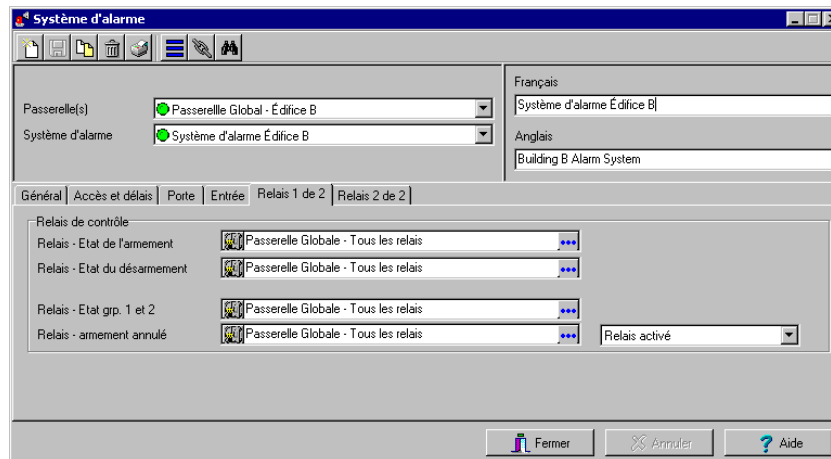 Système d'alarme
Français
Passerelle(s) Passerellle Global - Édifice B Système d'alarme Édifice B
Système d'alarme Système d'alarme Édifice B Anglais
Building B Alarm System
Général Accès et délais Porte Entrée Relais 1 de 2 Relais 2 de 2
Relais de contrôle
Relais - Etat de l'armement Passerelle Globale - Tous les relais
Relais - Etat du désarmement Passerelle Globale - Tous les relais
Relais - Etat grp. 1 et 2 Passerelle Globale - Tous les relais
Relais - armement annulé Passerelle Globale - Tous les relais Relais activé
Fermer Annuler Aide